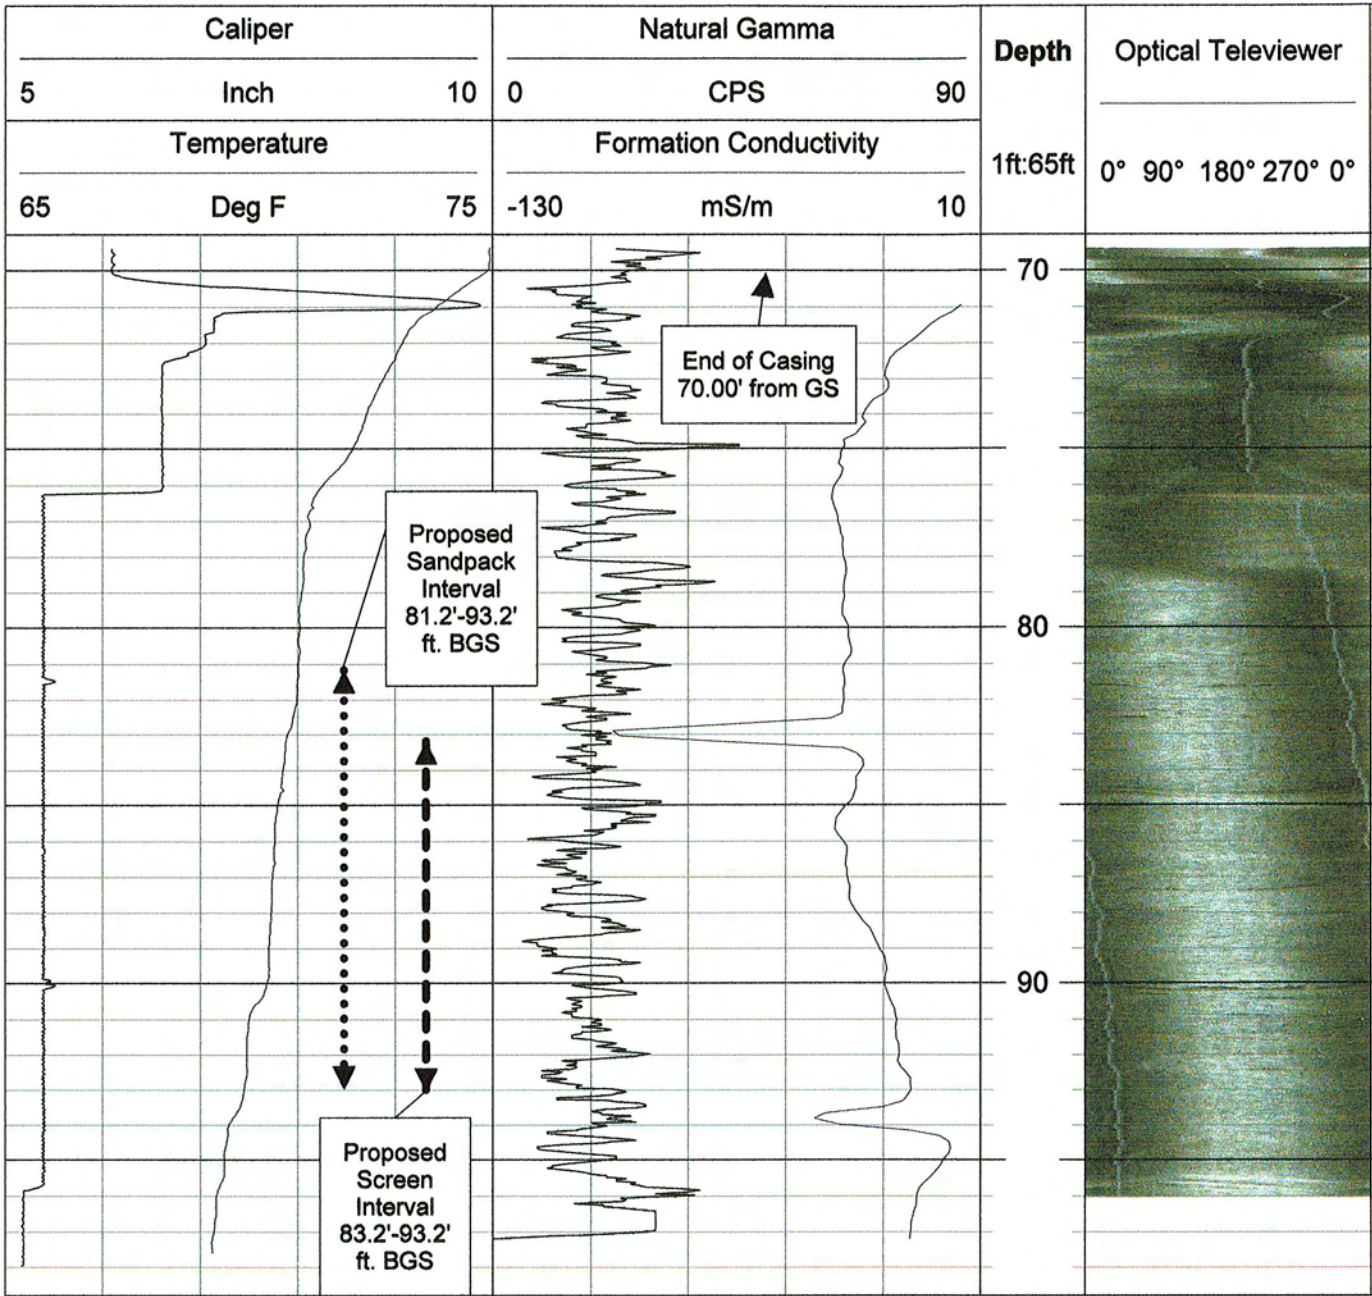 Caliper
5 Inch 10
Temperature
65 Deg F 75
Natural Gamma
0 CPS 90
Formation Conductivity
-130 mS/m 10
Depth
1ft:65ft
Optical Televiewer
0° 90° 180° 270° 0°
70
End of Casing
70.00' from GS
Proposed
Sandpack
Interval
81.2'-93.2'
ft. BGS
80
90
Proposed
Screen
Interval
83.2'-93.2'
ft. BGS